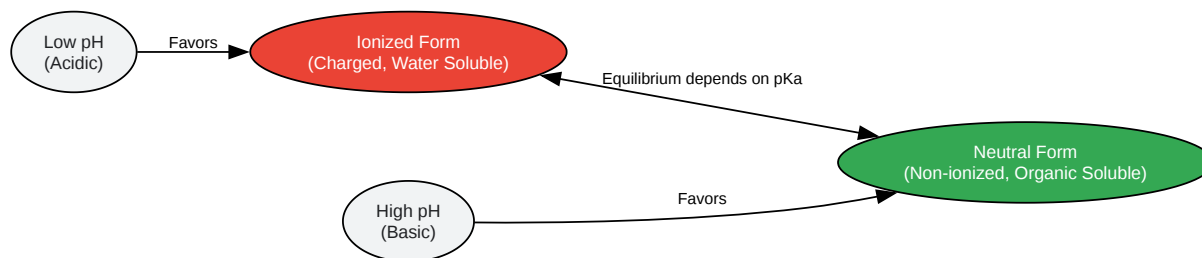 Low pH
(Acidic)
Favors
Ionized Form
(Charged, Water Soluble)
Equilibrium depends on pKa
Neutral Form
(Non-ionized, Organic Soluble)
High pH
(Basic)
Favors